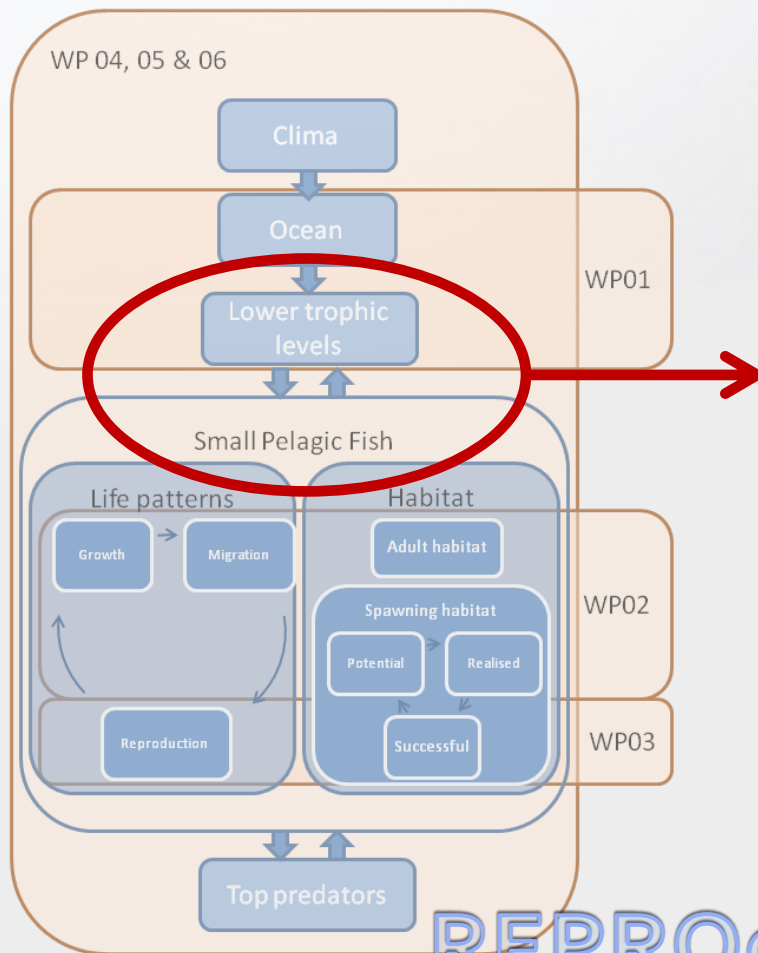 WP 04, 05 & 06
Clima
Ocean
WP01
Lower trophic
levels
Small Pelagic Fish
Life patterns
Habitat
Growth
Migration
Adult habitat
Spawning habitat
WP02
Potential
Realised
Reproduction
Successful
WP03
Top predators